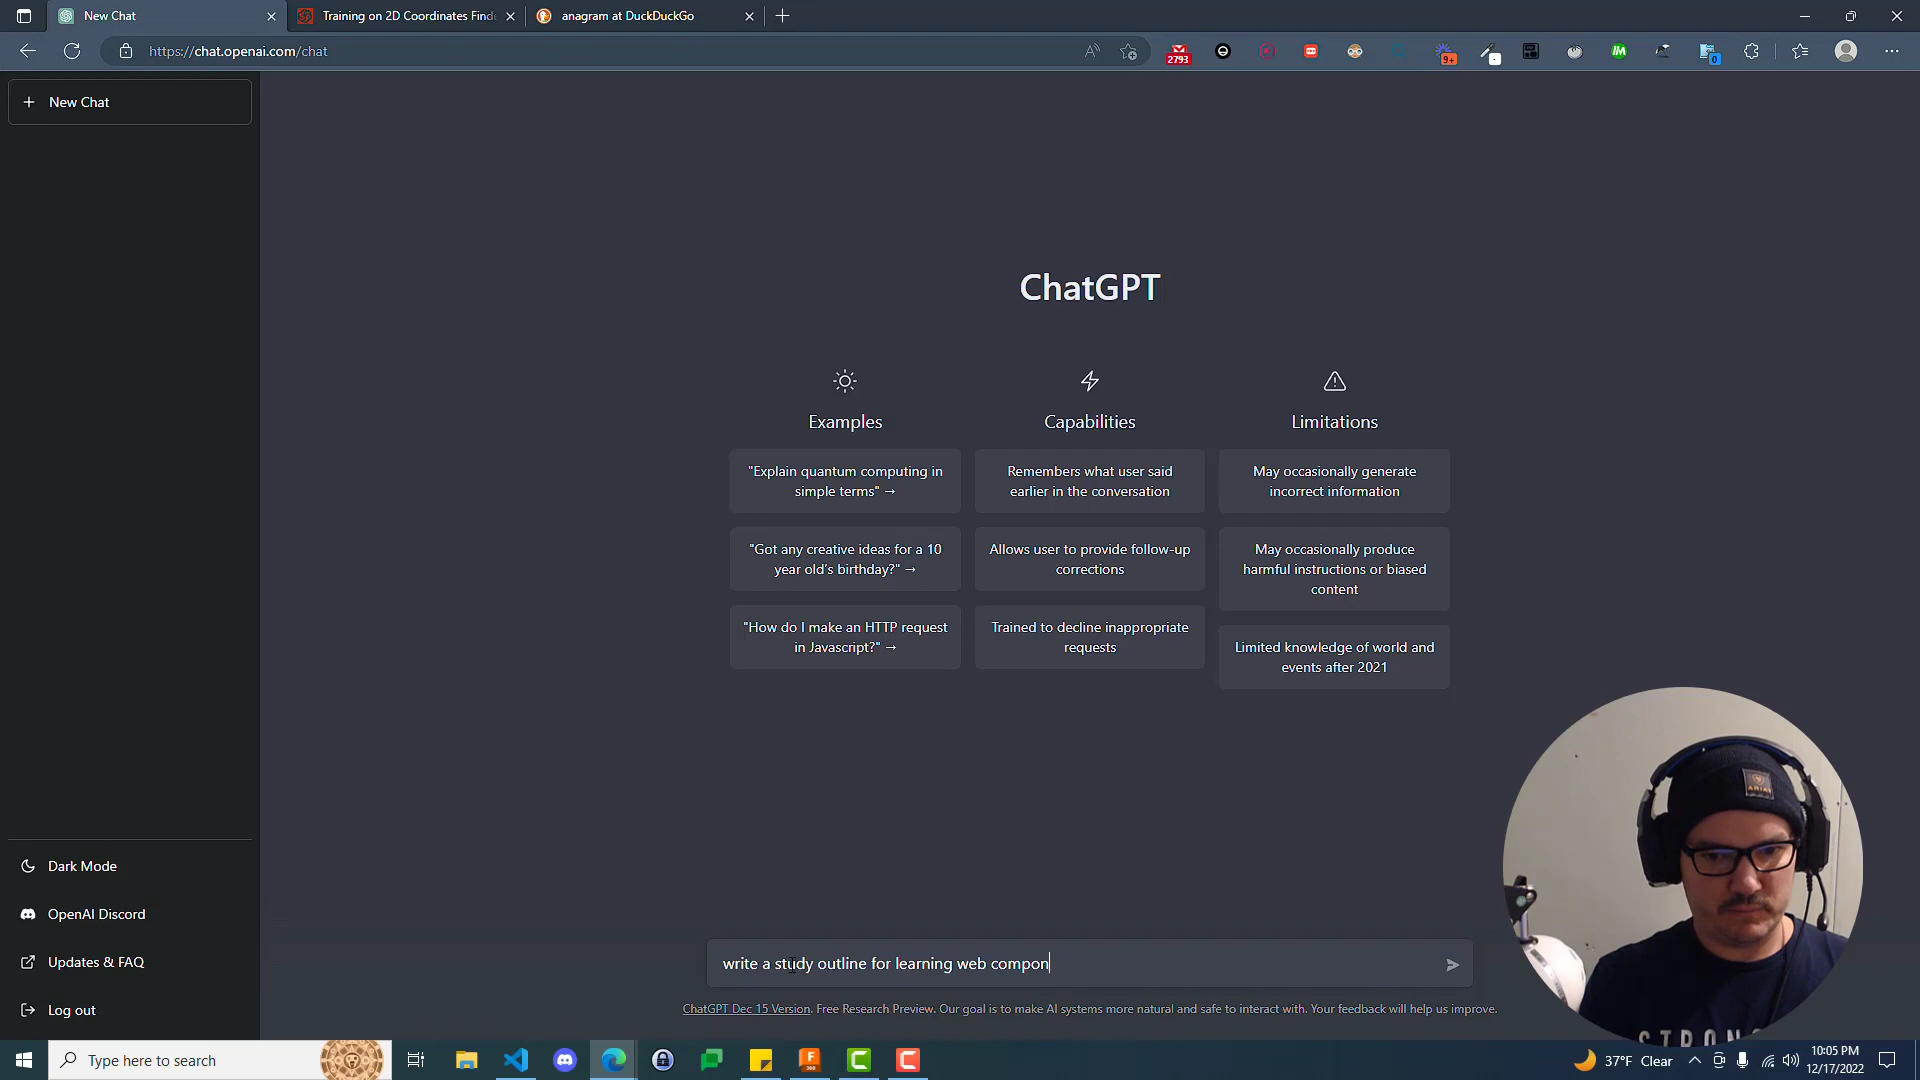 New Chat
Training on 2D Coordinates Find
anagram at DuckDuckGo
https://chat.openai.com/chat
2793
9+
0
New Chat
ChatGPT
Examples
Capabilities
Limitations
"Explain quantum computing in
simple terms" →
Remembers what user said
earlier in the conversation
May occasionally generate
incorrect information
"Got any creative ideas for a 10
year old's birthday?" →
Allows user to provide follow-up
corrections
May occasionally produce
harmful instructions or biased
content
"How do I make an HTTP request
in Javascript?" →
Trained to decline inappropriate
requests
Limited knowledge of world and
events after 2021
Dark Mode
OpenAI Discord
Updates & FAQ
Log out
write a study outline for learning web compon
ChatGPT Dec 15 Version. Free Research Preview. Our goal is to make AI systems more natural and safe to interact with. Your feedback will help us improve.
ARIAT
STRONG
Type here to search
37°F Clear
10:05 PM
12/17/2022